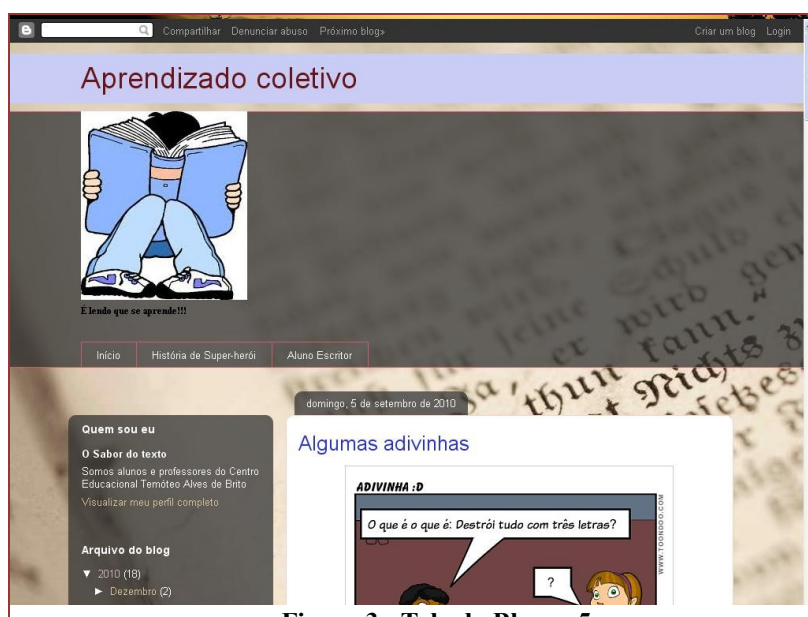 Compartilhar Denunciar abuso Próximo blog» Criar um blog Login
Aprendizado coletivo
É lendo que se aprende!!!
Início História de Super-herói Aluno Escritor
domingo, 5 de setembro de 2010
Quem sou eu
O Sabor do texto
Somos alunos e professores do Centro
Educacional Temóteo Alves de Brito
Visualizar meu perfil completo
Arquivo do blog
▼ 2010 (18)
► Dezembro (2)
Algumas adivinhas
ADIVINHA :D
O que é o que é: Destrói tudo com três letras?
?
WWW.TOONDOO.COM